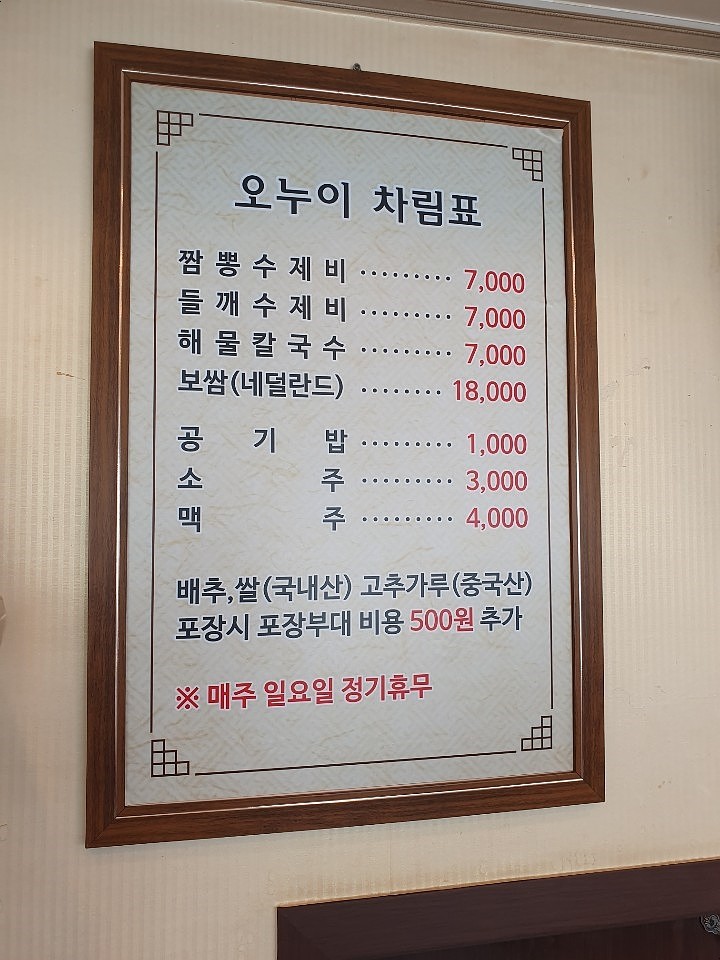 오누이 차림표
짬뽕수제비 ········· 7,000
들깨수제비 ········· 7,000
해물칼국수 ········· 7,000
보쌈(네덜란드) ········ 18,000
공기밥 ········· 1,000
소주 ········· 3,000
맥주 ········· 4,000
배추,쌀(국내산) 고추가루(중국산)
포장시 포장부대 비용 500원 추가
※ 매주 일요일 정기휴무